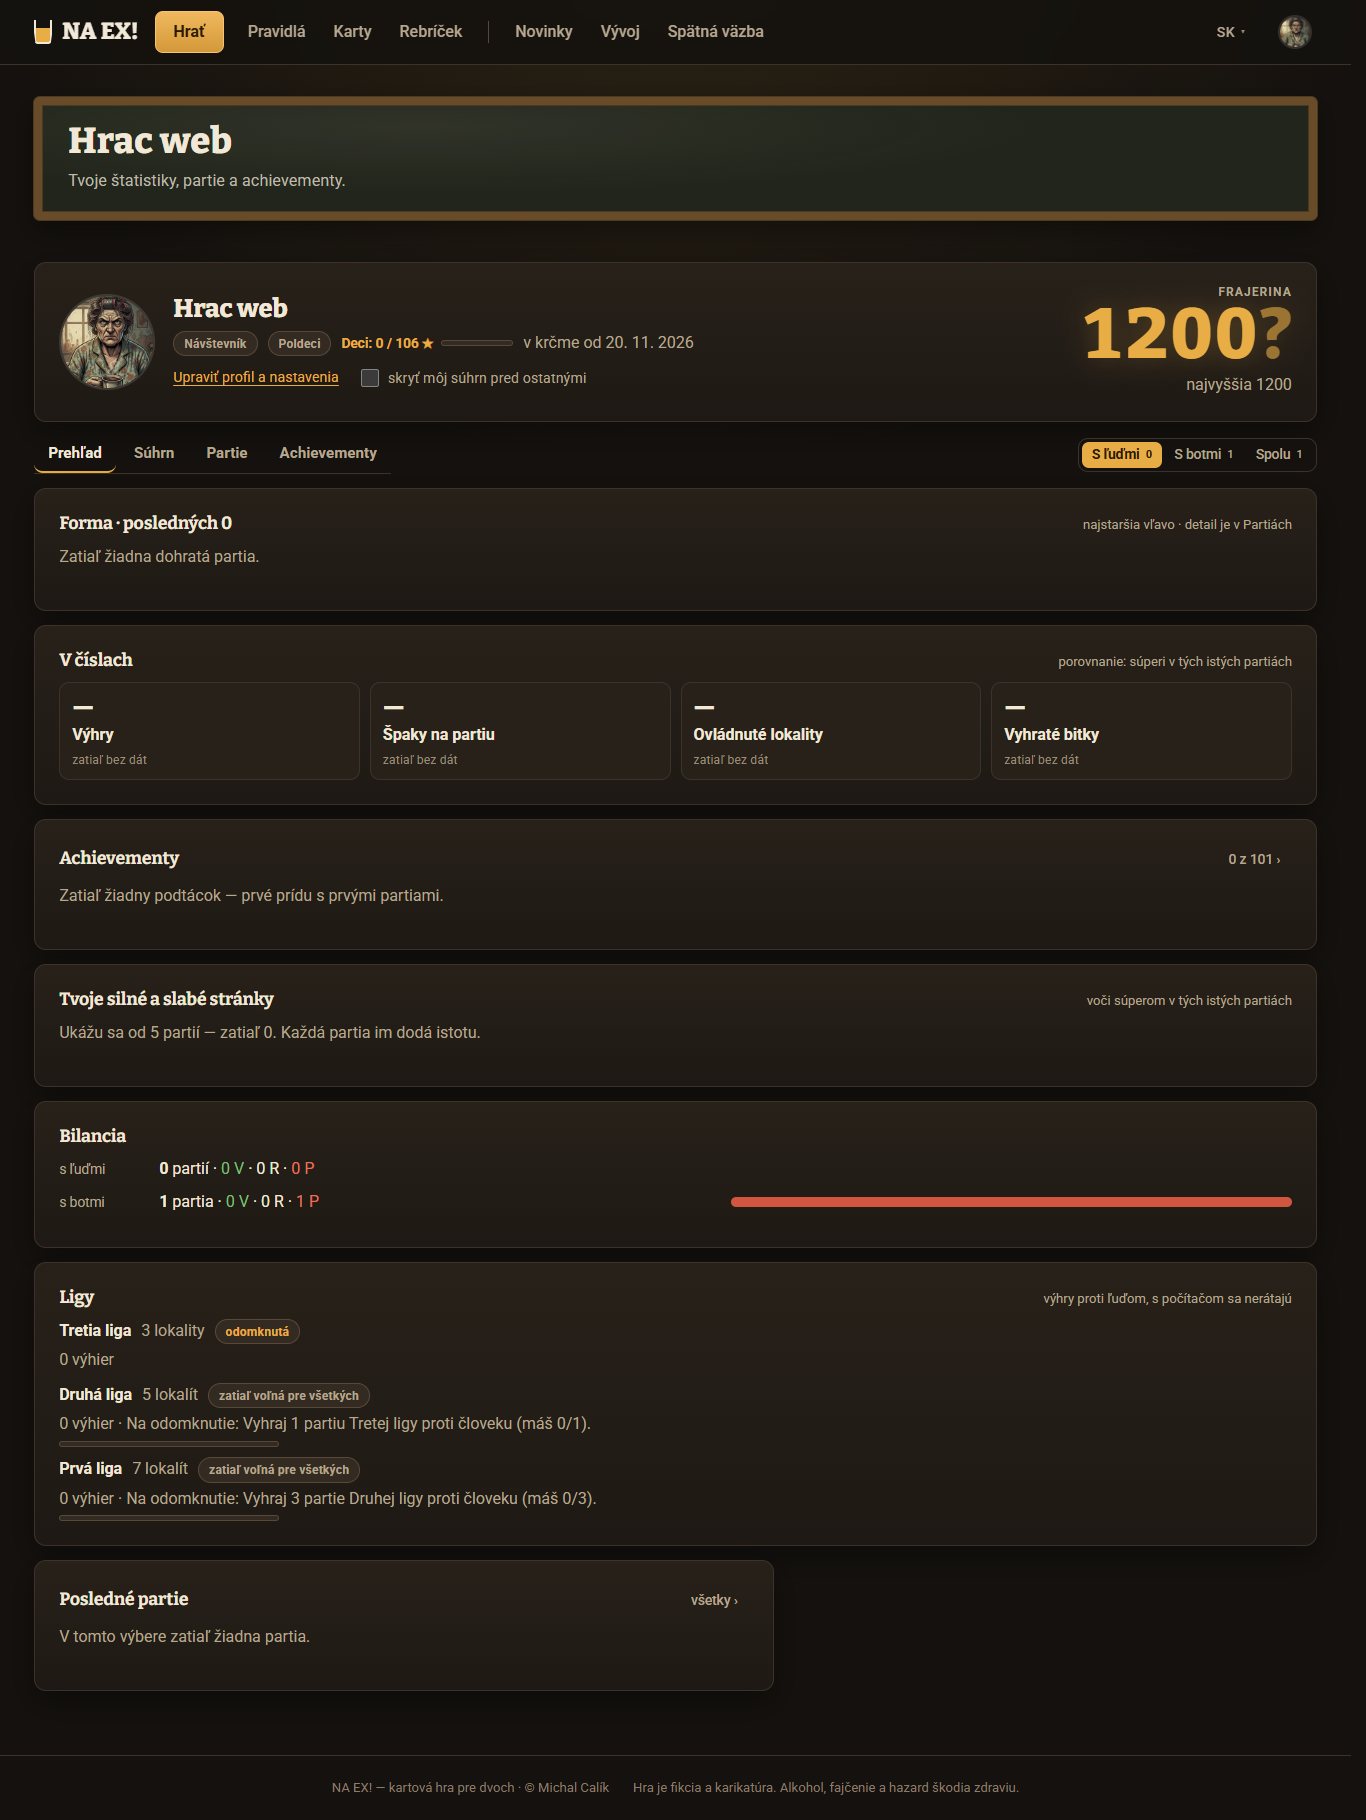 NA EX! Hrať Pravidlá Karty Rebríček Novinky Vývoj Spätná väzba SK
Hrac web
Tvoje štatistiky, partie a achievementy.
Hrac web
Návštevník Poldeci Deci: 0 / 106 ★ v krčme od 20. 11. 2026
Upraviť profil a nastavenia skryť môj súhrn pred ostatnými
FRAJERINA
1200?
najvyššia 1200
Prehľad Súhrn Partie Achievementy S ľuďmi 0 S botmi 1 Spolu 1
Forma · posledných 0 najstaršia vľavo · detail je v Partiách
Zatiaľ žiadna dohratá partia.
V číslach porovnanie: súperi v tých istých partiách
— — — —
Výhry Špaky na partiu Ovládnuté lokality Vyhraté bitky
zatiaľ bez dát zatiaľ bez dát zatiaľ bez dát zatiaľ bez dát
Achievementy 0 z 101 ›
Zatiaľ žiadny podtácok — prvé prídu s prvými partiami.
Tvoje silné a slabé stránky voči súperom v tých istých partiách
Ukážu sa od 5 partií — zatiaľ 0. Každá partia im dodá istotu.
Bilancia
s ľuďmi 0 partií · 0 V · 0 R · 0 P
s botmi 1 partia · 0 V · 0 R · 1 P
Ligy výhry proti ľuďom, s počítačom sa nerátajú
Tretia liga 3 lokality odomknutá
0 výhier
Druhá liga 5 lokalít zatiaľ voľná pre všetkých
0 výhier · Na odomknutie: Vyhraj 1 partiu Tretej ligy proti človeku (máš 0/1).
Prvá liga 7 lokalít zatiaľ voľná pre všetkých
0 výhier · Na odomknutie: Vyhraj 3 partie Druhej ligy proti človeku (máš 0/3).
Posledné partie všetky ›
V tomto výbere zatiaľ žiadna partia.
NA EX! — kartová hra pre dvoch · © Michal Calík Hra je fikcia a karikatúra. Alkohol, fajčenie a hazard škodia zdraviu.